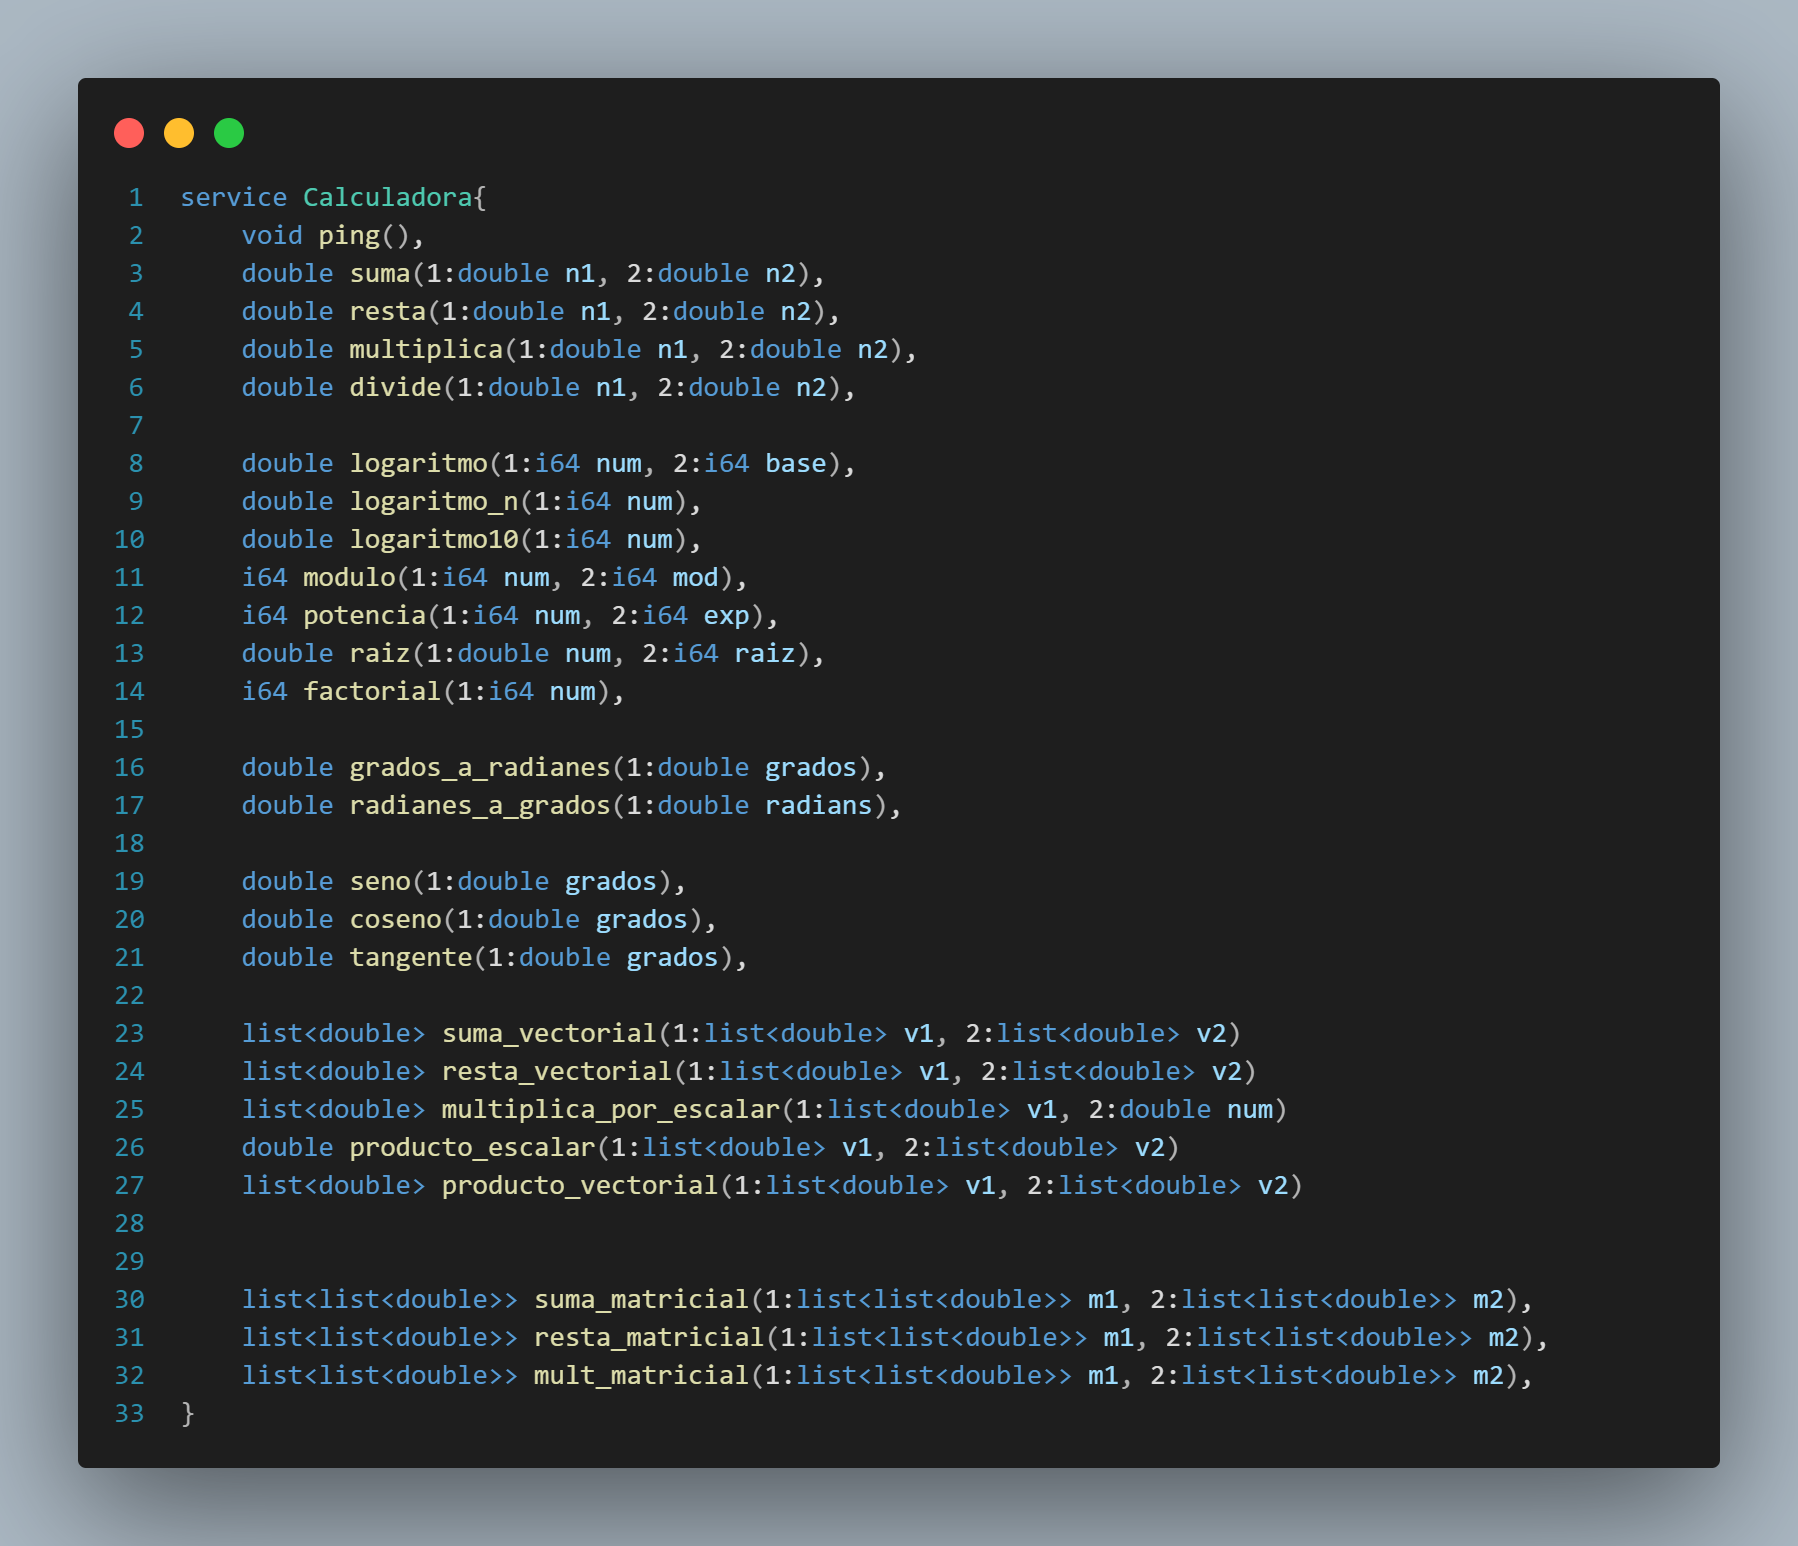 1 service Calculadora{
2     void ping(),
3     double suma(1:double n1, 2:double n2),
4     double resta(1:double n1, 2:double n2),
5     double multiplica(1:double n1, 2:double n2),
6     double divide(1:double n1, 2:double n2),
7
8     double logaritmo(1:i64 num, 2:i64 base),
9     double logaritmo_n(1:i64 num),
10     double logaritmo10(1:i64 num),
11     i64 modulo(1:i64 num, 2:i64 mod),
12     i64 potencia(1:i64 num, 2:i64 exp),
13     double raiz(1:double num, 2:i64 raiz),
14     i64 factorial(1:i64 num),
15
16     double grados_a_radianes(1:double grados),
17     double radianes_a_grados(1:double radians),
18
19     double seno(1:double grados),
20     double coseno(1:double grados),
21     double tangente(1:double grados),
22
23     list<double> suma_vectorial(1:list<double> v1, 2:list<double> v2)
24     list<double> resta_vectorial(1:list<double> v1, 2:list<double> v2)
25     list<double> multiplica_por_escalar(1:list<double> v1, 2:double num)
26     double producto_escalar(1:list<double> v1, 2:list<double> v2)
27     list<double> producto_vectorial(1:list<double> v1, 2:list<double> v2)
28
29
30     list<list<double>> suma_matricial(1:list<list<double>> m1, 2:list<list<double>> m2),
31     list<list<double>> resta_matricial(1:list<list<double>> m1, 2:list<list<double>> m2),
32     list<list<double>> mult_matricial(1:list<list<double>> m1, 2:list<list<double>> m2),
33 }